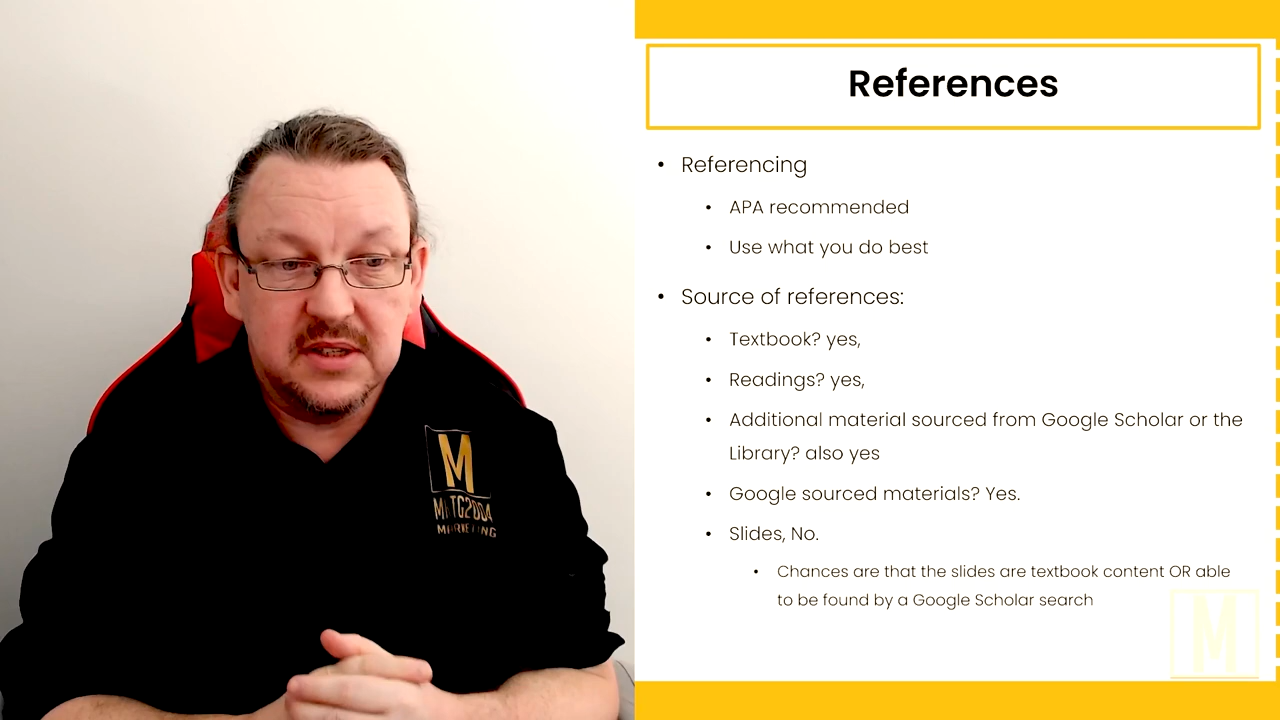 References
• Referencing
• APA recommended
• Use what you do best
• Source of references:
• Textbook? yes,
• Readings? yes,
• Additional material sourced from Google Scholar or the
Library? also yes
• Google sourced materials? Yes.
• Slides, No.
• Chances are that the slides are textbook content OR able
to be found by a Google Scholar search
M
M
MKTG2004
MARKETING